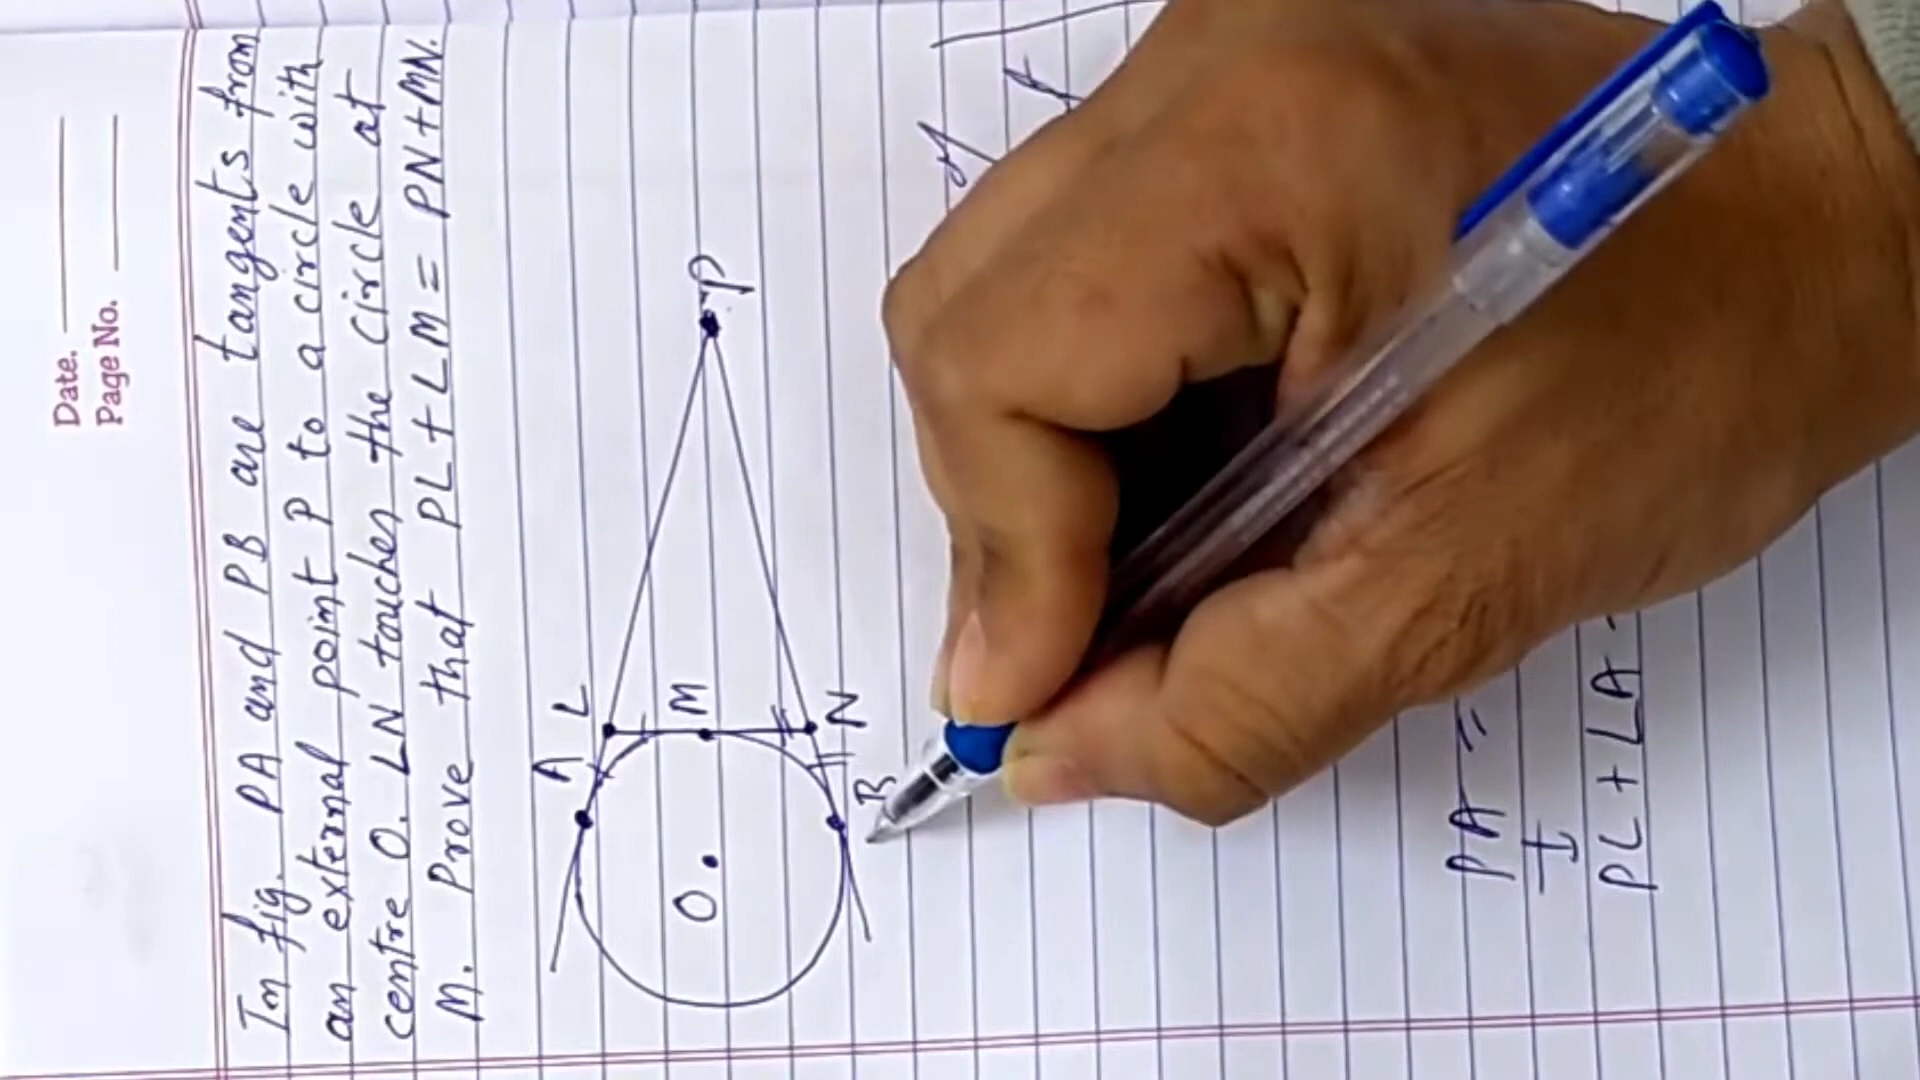 Date.
Page No.
In fig. PA and PB are tangents from
an external point P to a circle with
centre O. LN touches the circle at
M. Prove that PL + LM = PN + MN.
A L
O. M P
B N
PA =
PL + LA